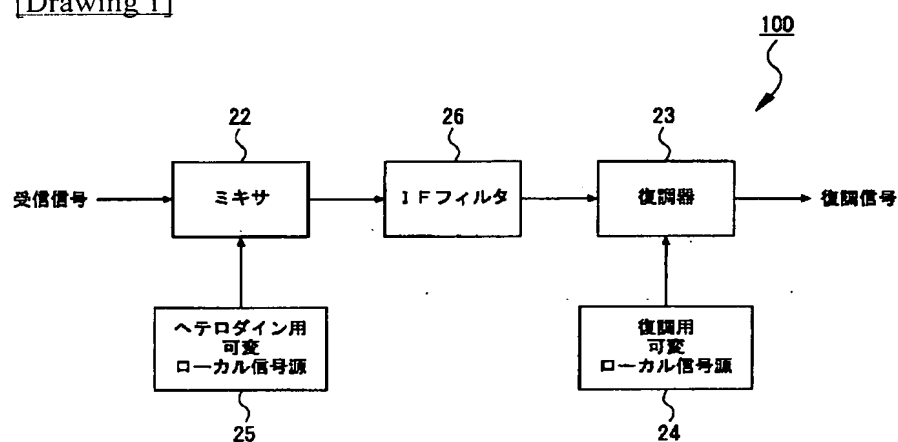 [Drawing 1]
100
22
26
23
受信信号
ミキサ
IFフィルタ
復調器
復調信号
ヘテロダイン用
可変
ローカル信号源
復調用
可変
ローカル信号源
25
24